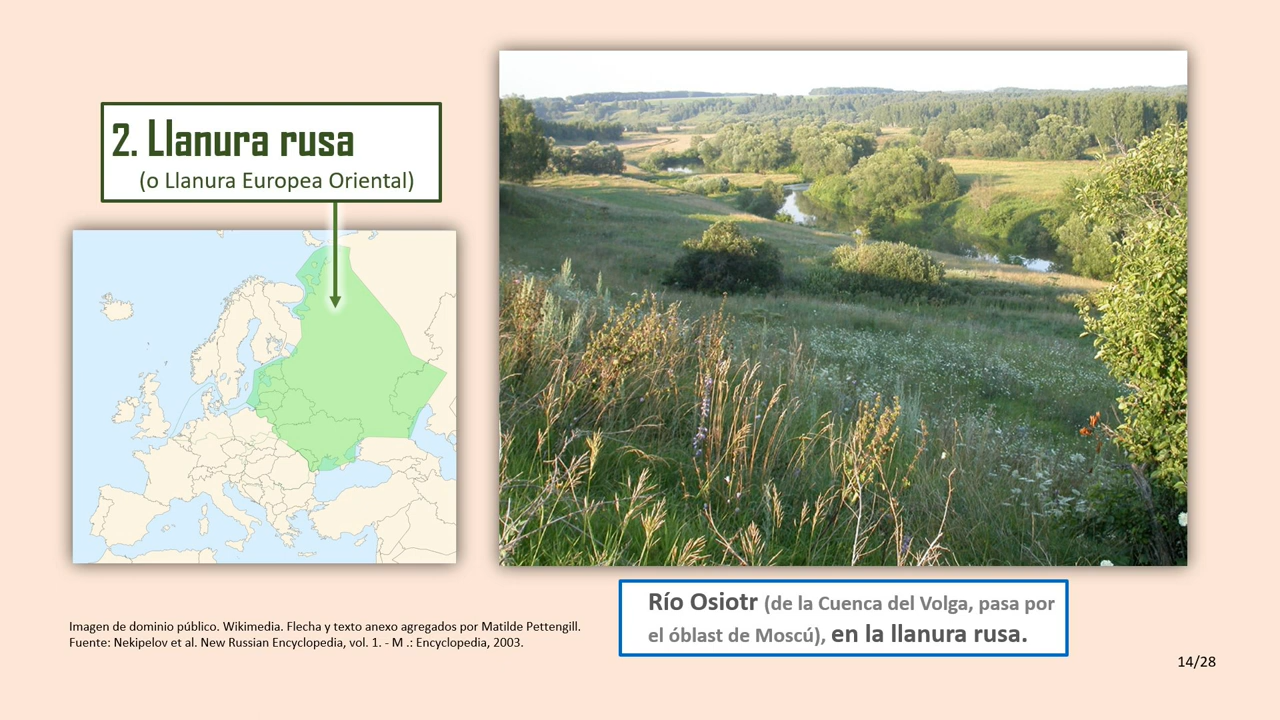 2. Llanura rusa
(o Llanura Europea Oriental)
Río Osiotr (de la Cuenca del Volga, pasa por
el óblast de Moscú), en la llanura rusa.
Imagen de dominio público. Wikimedia. Flecha y texto anexo agregados por Matilde Pettengill.
Fuente: Nekipelov et al. New Russian Encyclopedia, vol. 1. - M .: Encyclopedia, 2003.
14/28